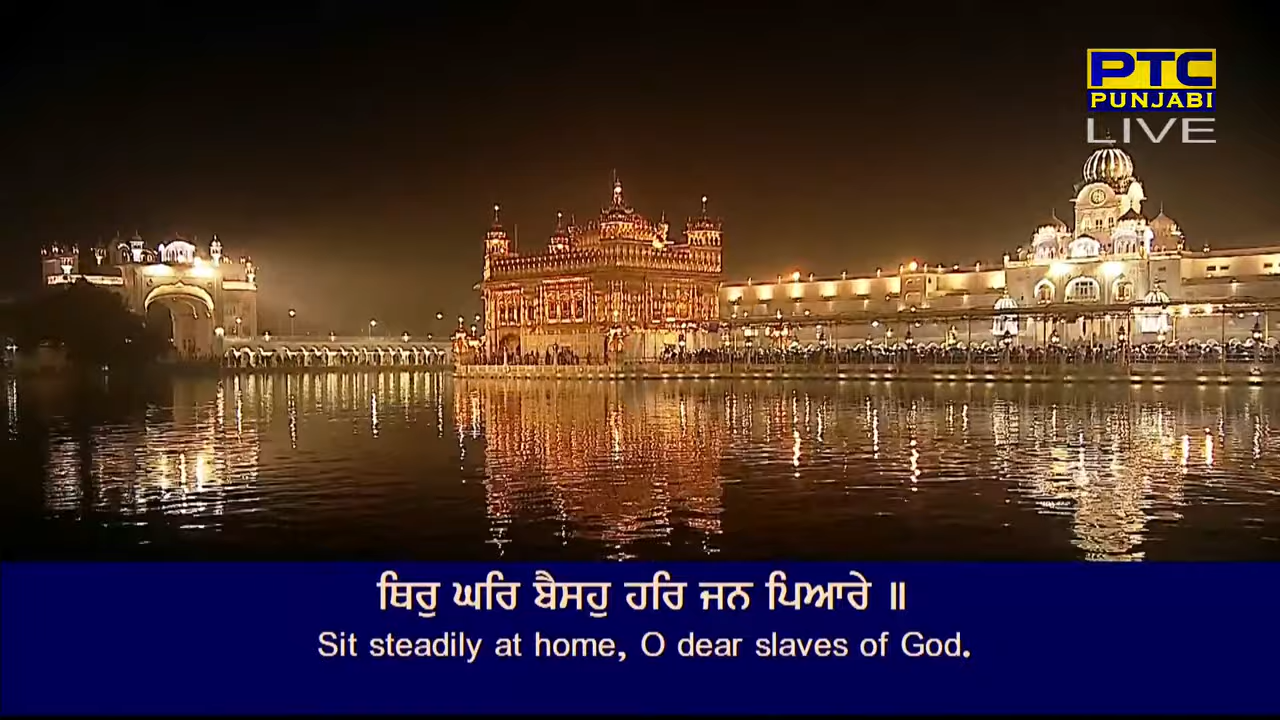 PTC
PUNJABI
LIVE
ਥਿਰੁ ਘਰਿ ਬੈਸਹੁ ਹਰਿ ਜਨ ਪਿਆਰੇ ॥
Sit steadily at home, O dear slaves of God.